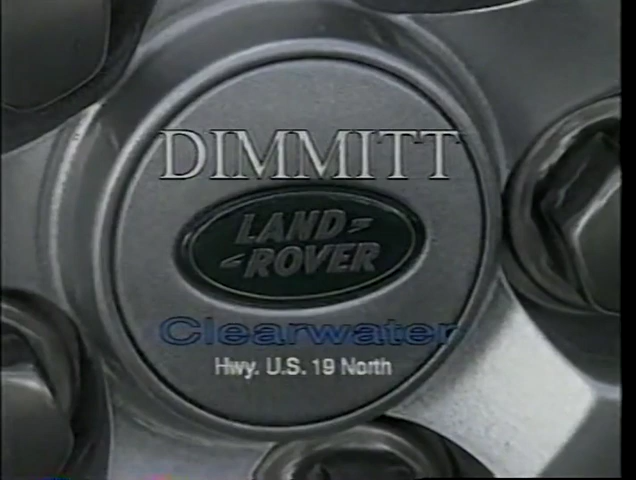 DIMMITT
LAND-
-ROVER
Clearwater
Hwy. U.S. 19 North